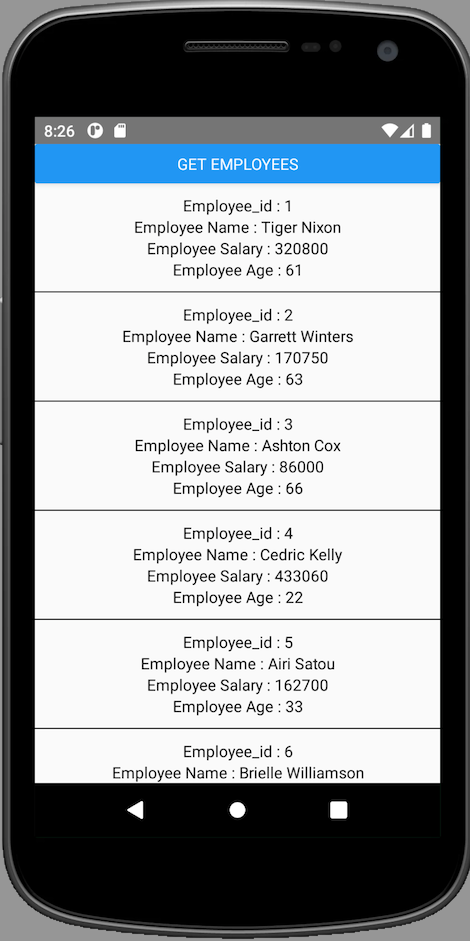 8:26
GET EMPLOYEES
Employee_id : 1
Employee Name : Tiger Nixon
Employee Salary : 320800
Employee Age : 61
Employee_id : 2
Employee Name : Garrett Winters
Employee Salary : 170750
Employee Age : 63
Employee_id : 3
Employee Name : Ashton Cox
Employee Salary : 86000
Employee Age : 66
Employee_id : 4
Employee Name : Cedric Kelly
Employee Salary : 433060
Employee Age : 22
Employee_id : 5
Employee Name : Airi Satou
Employee Salary : 162700
Employee Age : 33
Employee_id : 6
Employee Name : Brielle Williamson